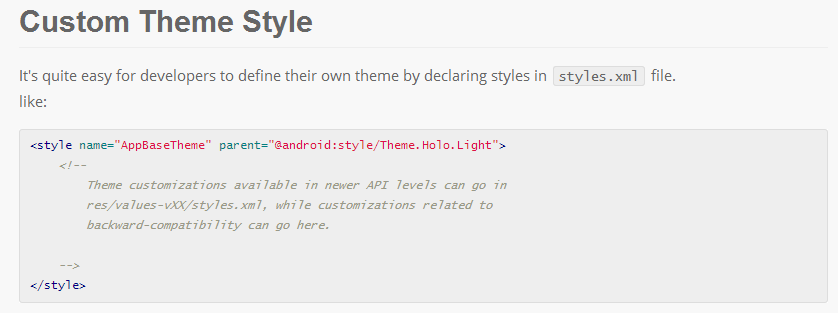 Custom Theme Style
It's quite easy for developers to define their own theme by declaring styles in styles.xml file.
like:
<style name="AppBaseTheme" parent="@android:style/Theme.Holo.Light">
<!--
Theme customizations available in newer API levels can go in
res/values-vXX/styles.xml, while customizations related to
backward-compatibility can go here.
-->
</style>